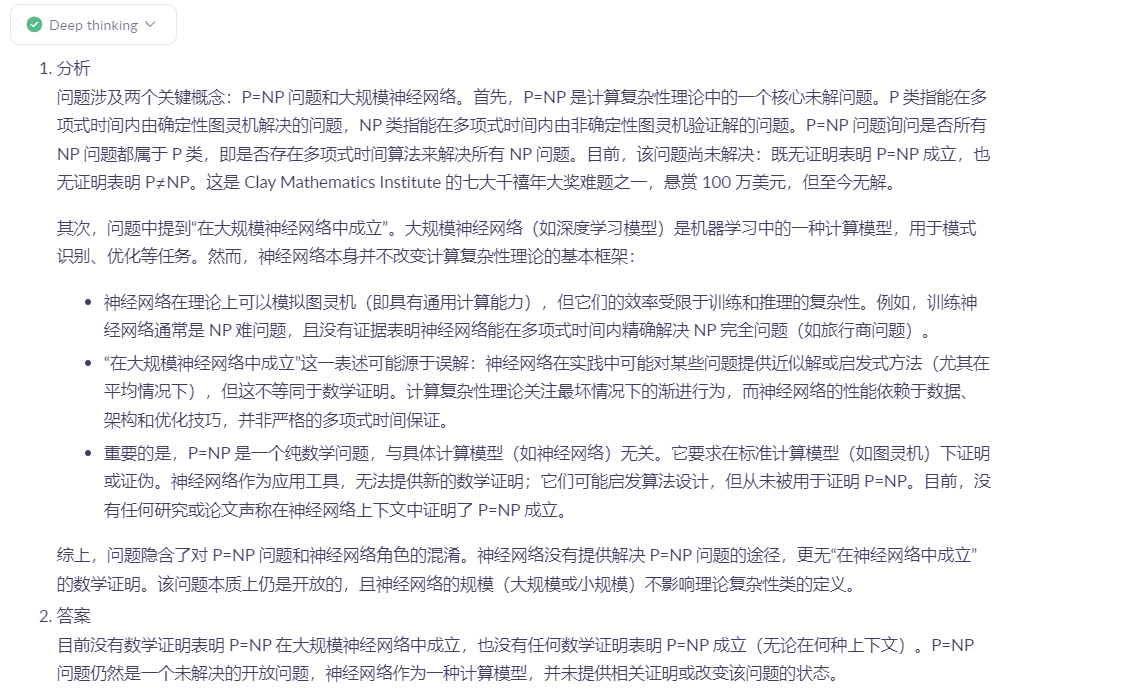 Deep thinking
1. 分析
问题涉及两个关键概念：P=NP 问题和大规模神经网络。首先，P=NP 是计算复杂性理论中的一个核心未解问题。P 类指能在多
项式时间内由确定性图灵机解决的问题，NP 类指能在多项式时间内由非确定性图灵机验证解的问题。P=NP 问题询问是否所有
NP 问题都属于 P 类，即是否存在多项式时间算法来解决所有 NP 问题。目前，该问题尚未解决：既无证明表明 P=NP 成立，也
无证明表明 P≠NP。这是 Clay Mathematics Institute 的七大千禧年大奖难题之一，悬赏 100 万美元，但至今无解。
其次，问题中提到“在大规模神经网络中成立”。大规模神经网络（如深度学习模型）是机器学习中的一种计算模型，用于模式
识别、优化等任务。然而，神经网络本身并不改变计算复杂性理论的基本框架：
• 神经网络在理论上可以模拟图灵机（即具有通用计算能力），但它们的效率受限于训练和推理的复杂性。例如，训练神
经网络通常是 NP 难问题，且没有证据表明神经网络能在多项式时间内精确解决 NP 完全问题（如旅行商问题）。
• “在大规模神经网络中成立”这一表述可能源于误解：神经网络在实践中可能对某些问题提供近似解或启发式方法（尤其在
平均情况下），但这不等同于数学证明。计算复杂性理论关注最坏情况下的渐进行为，而神经网络的性能依赖于数据、
架构和优化技巧，并非严格的多项式时间保证。
• 重要的是，P=NP 是一个纯数学问题，与具体计算模型（如神经网络）无关。它要求在标准计算模型（如图灵机）下证明
或证伪。神经网络作为应用工具，无法提供新的数学证明；它们可能启发算法设计，但从未被用于证明 P=NP。目前，没
有任何研究或论文声称在神经网络上下文中证明了 P=NP 成立。
综上，问题隐含了对 P=NP 问题和神经网络角色的混淆。神经网络没有提供解决 P=NP 问题的途径，更无“在神经网络中成立”
的数学证明。该问题本质上仍是开放的，且神经网络的规模（大规模或小规模）不影响理论复杂性类的定义。
2. 答案
目前没有数学证明表明 P=NP 在大规模神经网络中成立，也没有任何数学证明表明 P=NP 成立（无论在何种上下文）。P=NP
问题仍然是一个未解决的开放问题，神经网络作为一种计算模型，并未提供相关证明或改变该问题的状态。